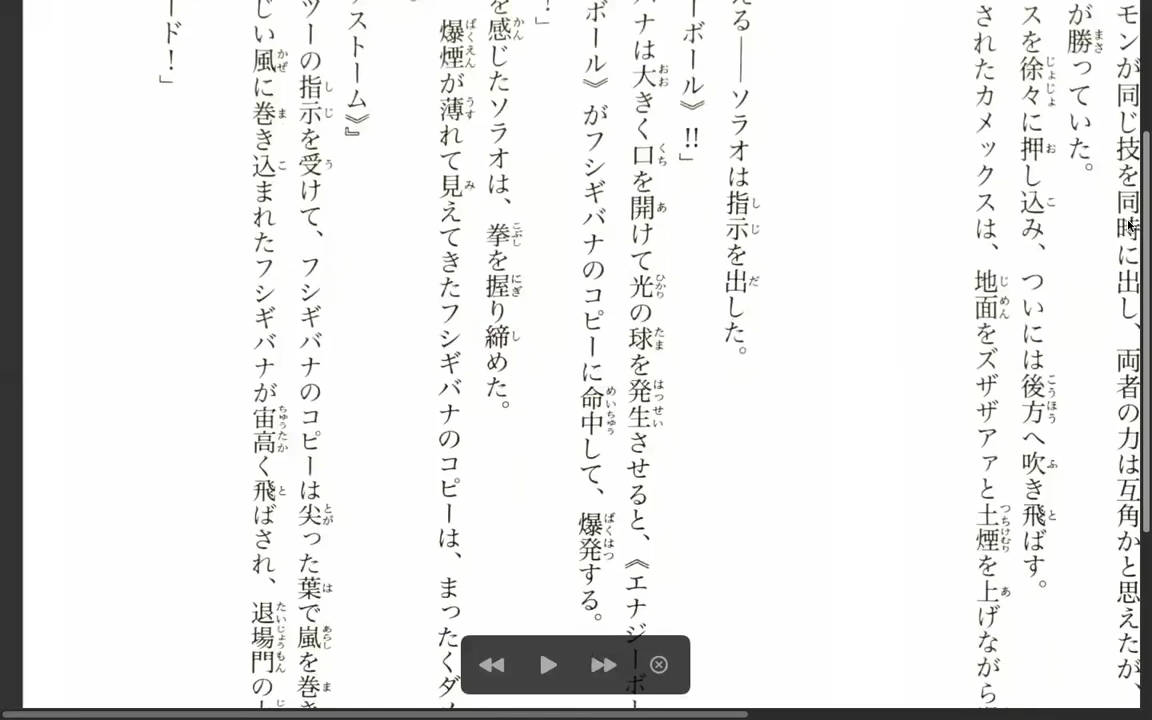 モンが同じ技を同時に出し、両者の力は互角かと思えたが、
が勝っていた。
スを徐々に押し込み、ついには後方へ吹き飛ばす。
されたカメックスは、地面をズザザァァと土煙を上げながら
える――ソラオは指示を出した。
ーボール》!!」
ナは大きく口を開けて光の球を発生させると、《エナジーボ
ボール》がフシギバナのコピーに命中して、爆発する。
!」
を感じたソラオは、拳を握り締めた。
爆煙が薄れて見えてきたフシギバナのコピーは、まったくダ
アストーム》』
ツーの指示を受けて、フシギバナのコピーは尖った葉で嵐を巻き
じい風に巻き込まれたフシギバナが宙高く飛ばされ、退場門の
ード!」